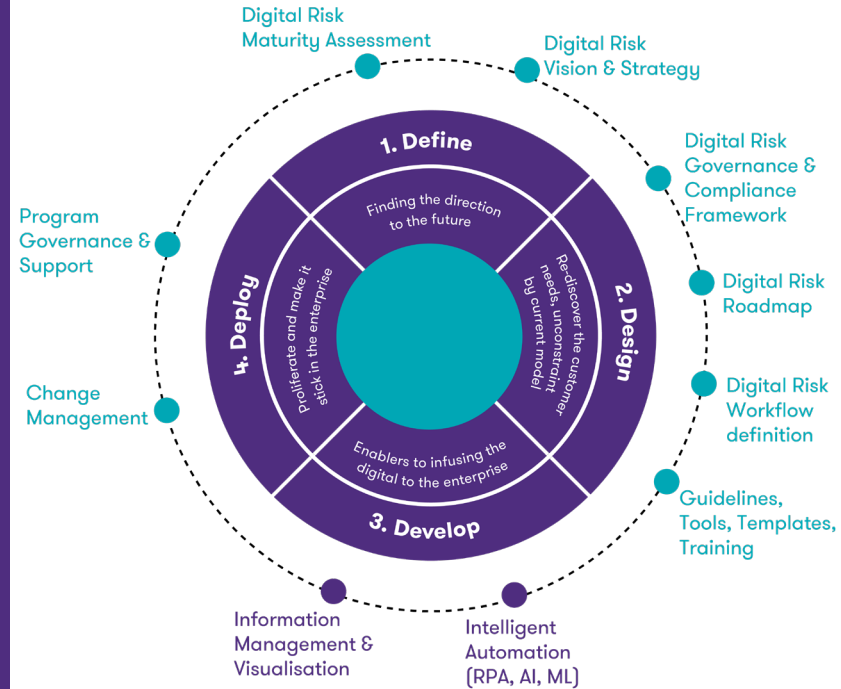 Digital Risk
Maturity Assessment
Digital Risk
Vision & Strategy
Digital Risk
Governance &
Compliance
Framework
Digital Risk
Roadmap
Digital Risk
Workflow
definition
Guidelines,
Tools, Templates,
Training
Intelligent
Automation
(RPA, AI, ML)
Information
Management &
Visualisation
Change
Management
Program
Governance &
Support
1. Define
Finding the direction
to the future
2. Design
Re-discover the customer
needs, unconstraint
by current model
3. Develop
Enablers to infusing the
digital to the enterprise
4. Deploy
Proliferate and make it
stick in the enterprise